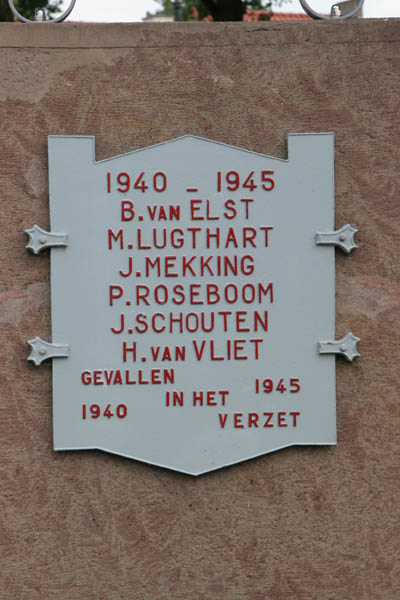 1940 - 1945
B. VAN ELST
M. LUGTHART
J. MEKKING
P. ROSEBOOM
J. SCHOUTEN
H. VAN VLIET
GEVALLEN
IN HET 1945
1940 VERZET